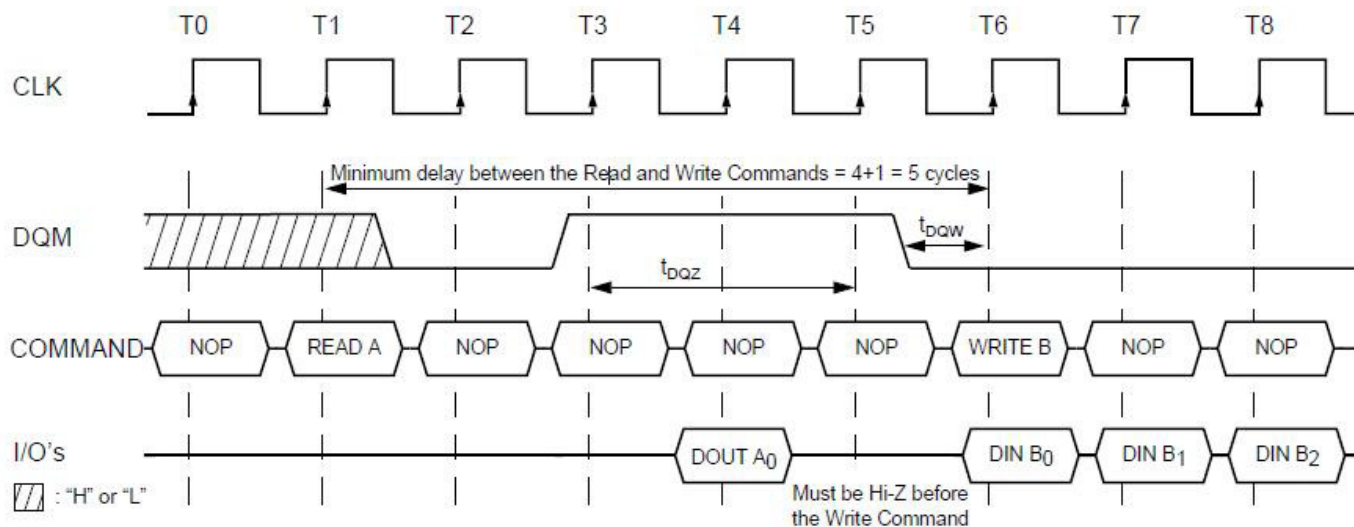 T0 T1 T2 T3 T4 T5 T6 T7 T8
CLK
Minimum delay between the Read and Write Commands = 4+1 = 5 cycles
DQM
tDQW
tDQZ
COMMAND NOP READ A NOP NOP NOP NOP WRITE B NOP NOP
I/O's DOUT A0 DIN B0 DIN B1 DIN B2
: "H" or "L"
Must be Hi-Z before
the Write Command